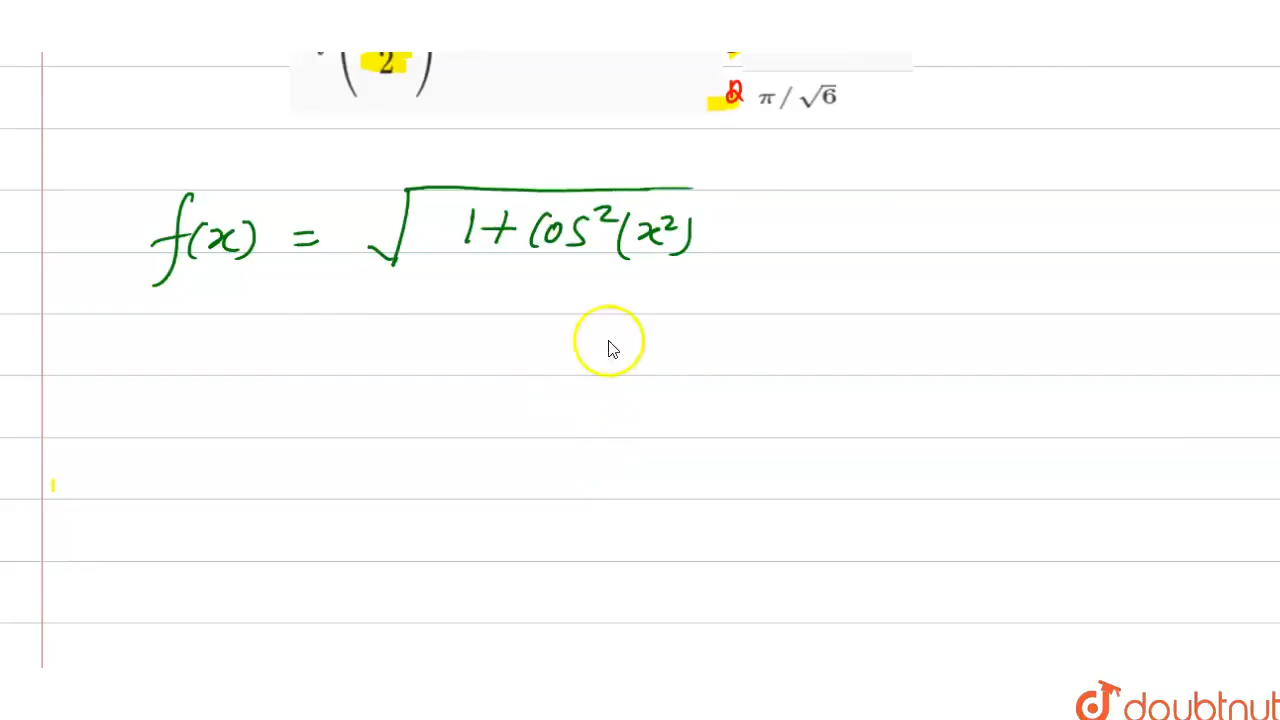 ( 2 )
π / √6
f(x) = √1+cos²(x²)
doubtnut